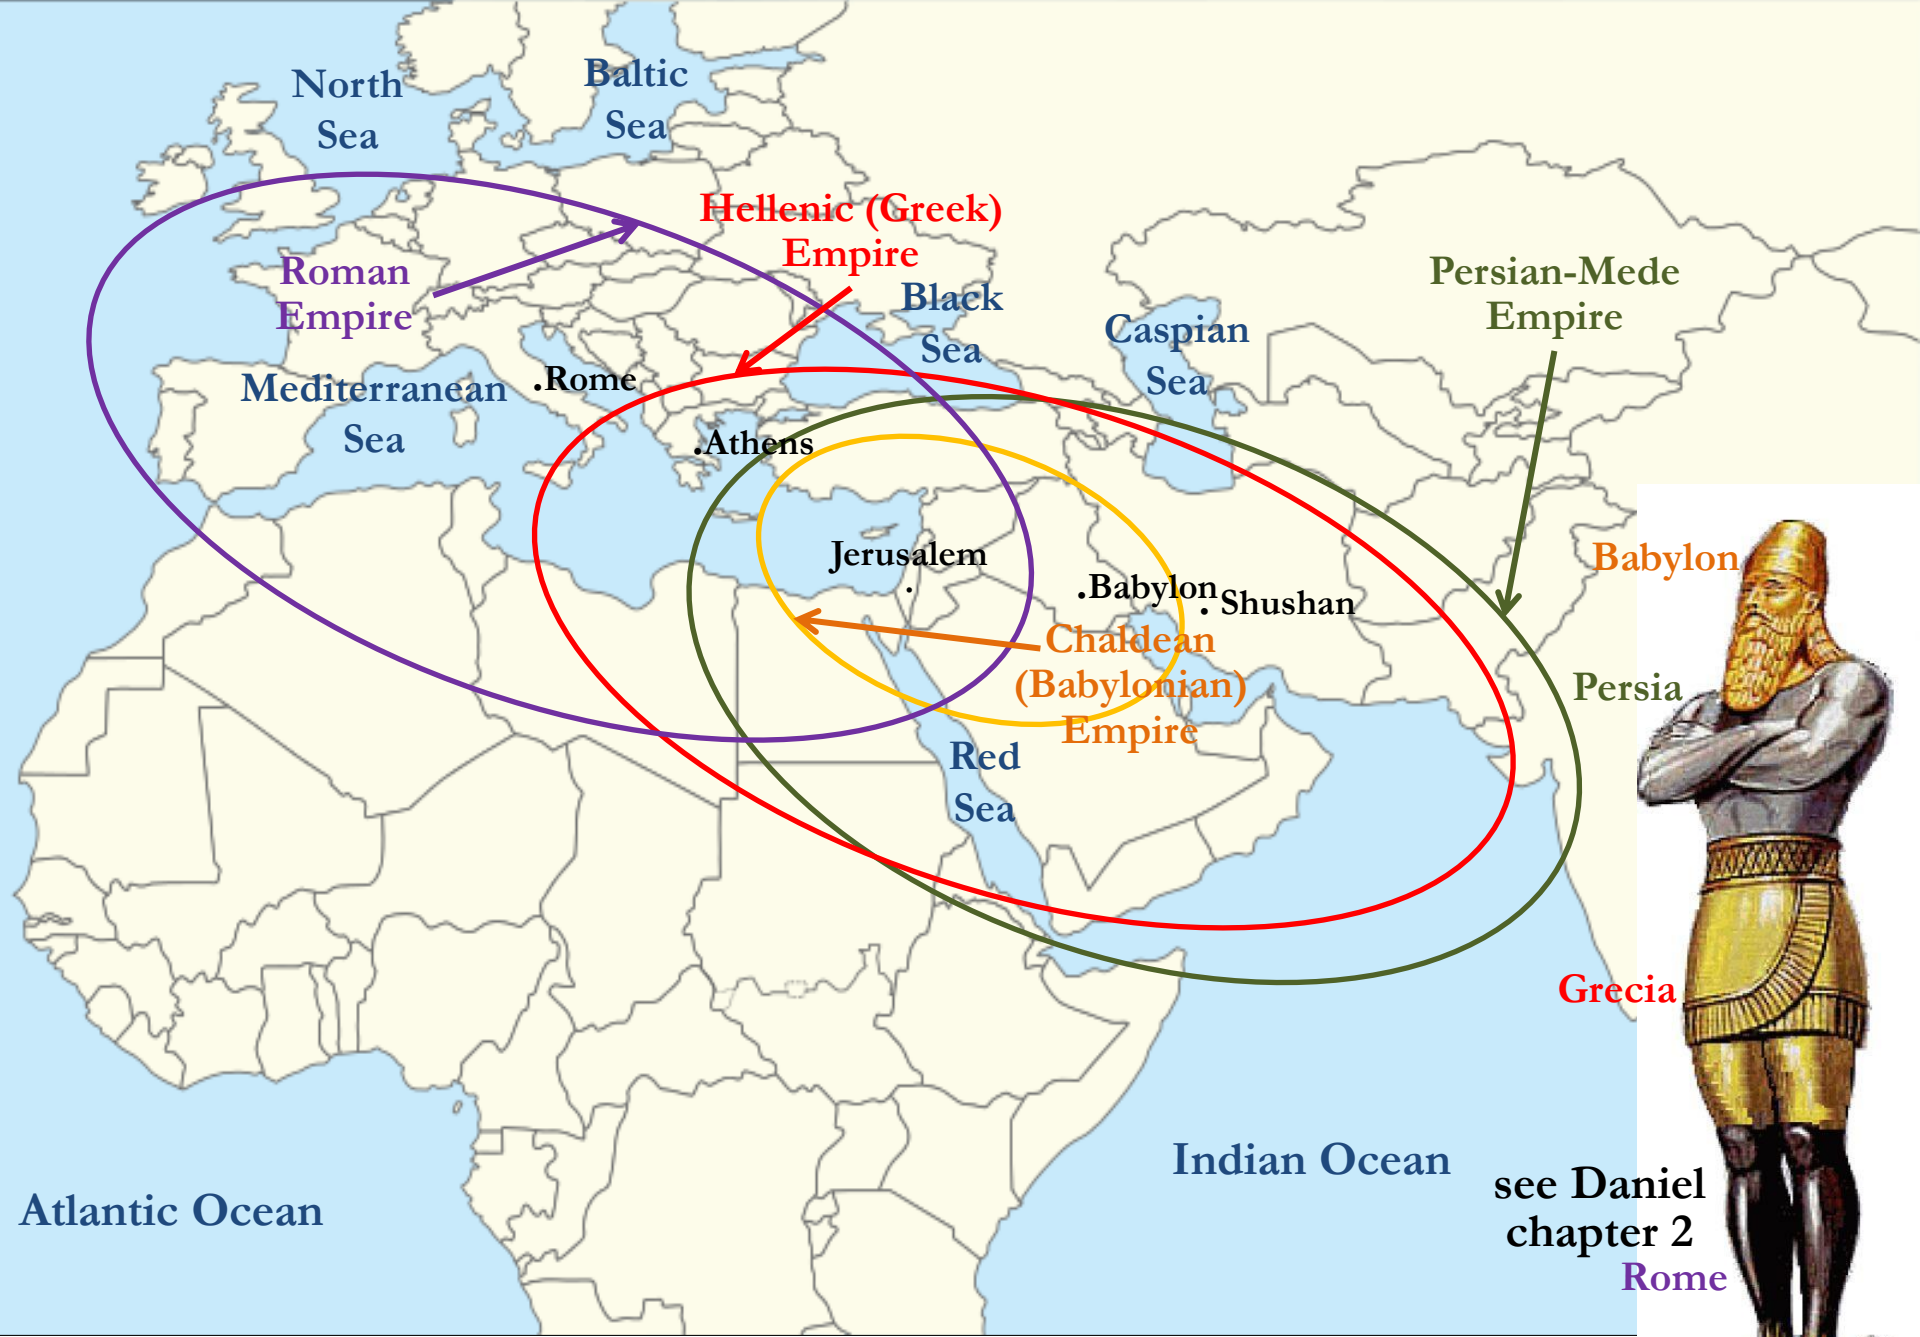 North
Sea
Baltic
Sea
Hellenic (Greek)
Empire
Roman
Empire
Black
Sea
Caspian
Sea
Persian-Mede
Empire
Mediterranean
Sea
.Rome
.Athens
Jerusalem
.
.Babylon
. Shushan
Chaldean
(Babylonian)
Empire
Red
Sea
Babylon
Persia
Grecia
Indian Ocean
Atlantic Ocean
see Daniel
chapter 2
Rome